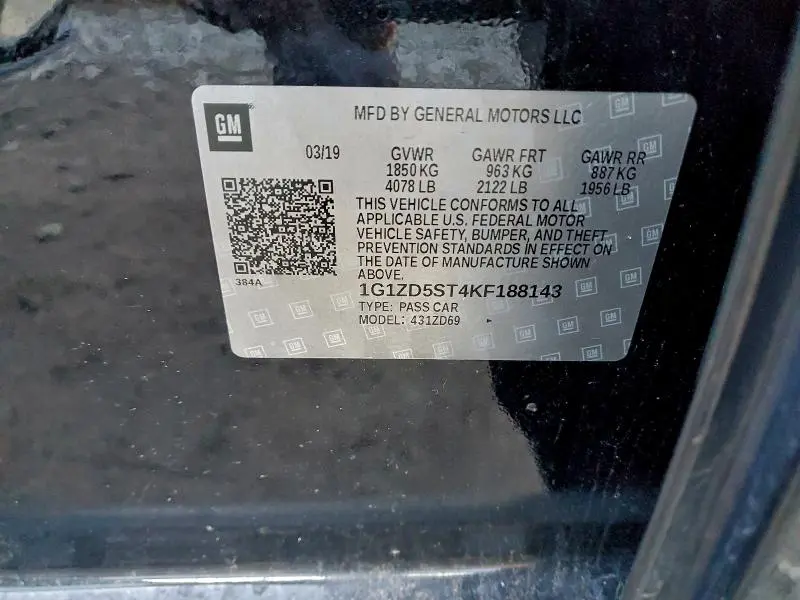 GM
MFD BY GENERAL MOTORS LLC
03/19 GVWR GAWR FRT GAWR RR
1850 KG 963 KG 887 KG
4078 LB 2122 LB 1956 LB
THIS VEHICLE CONFORMS TO ALL
APPLICABLE U.S. FEDERAL MOTOR
VEHICLE SAFETY, BUMPER, AND THEFT
PREVENTION STANDARDS IN EFFECT ON
THE DATE OF MANUFACTURE SHOWN
ABOVE.
384A
1G1ZD5ST4KF188143
TYPE: PASS CAR
MODEL: 431ZD69